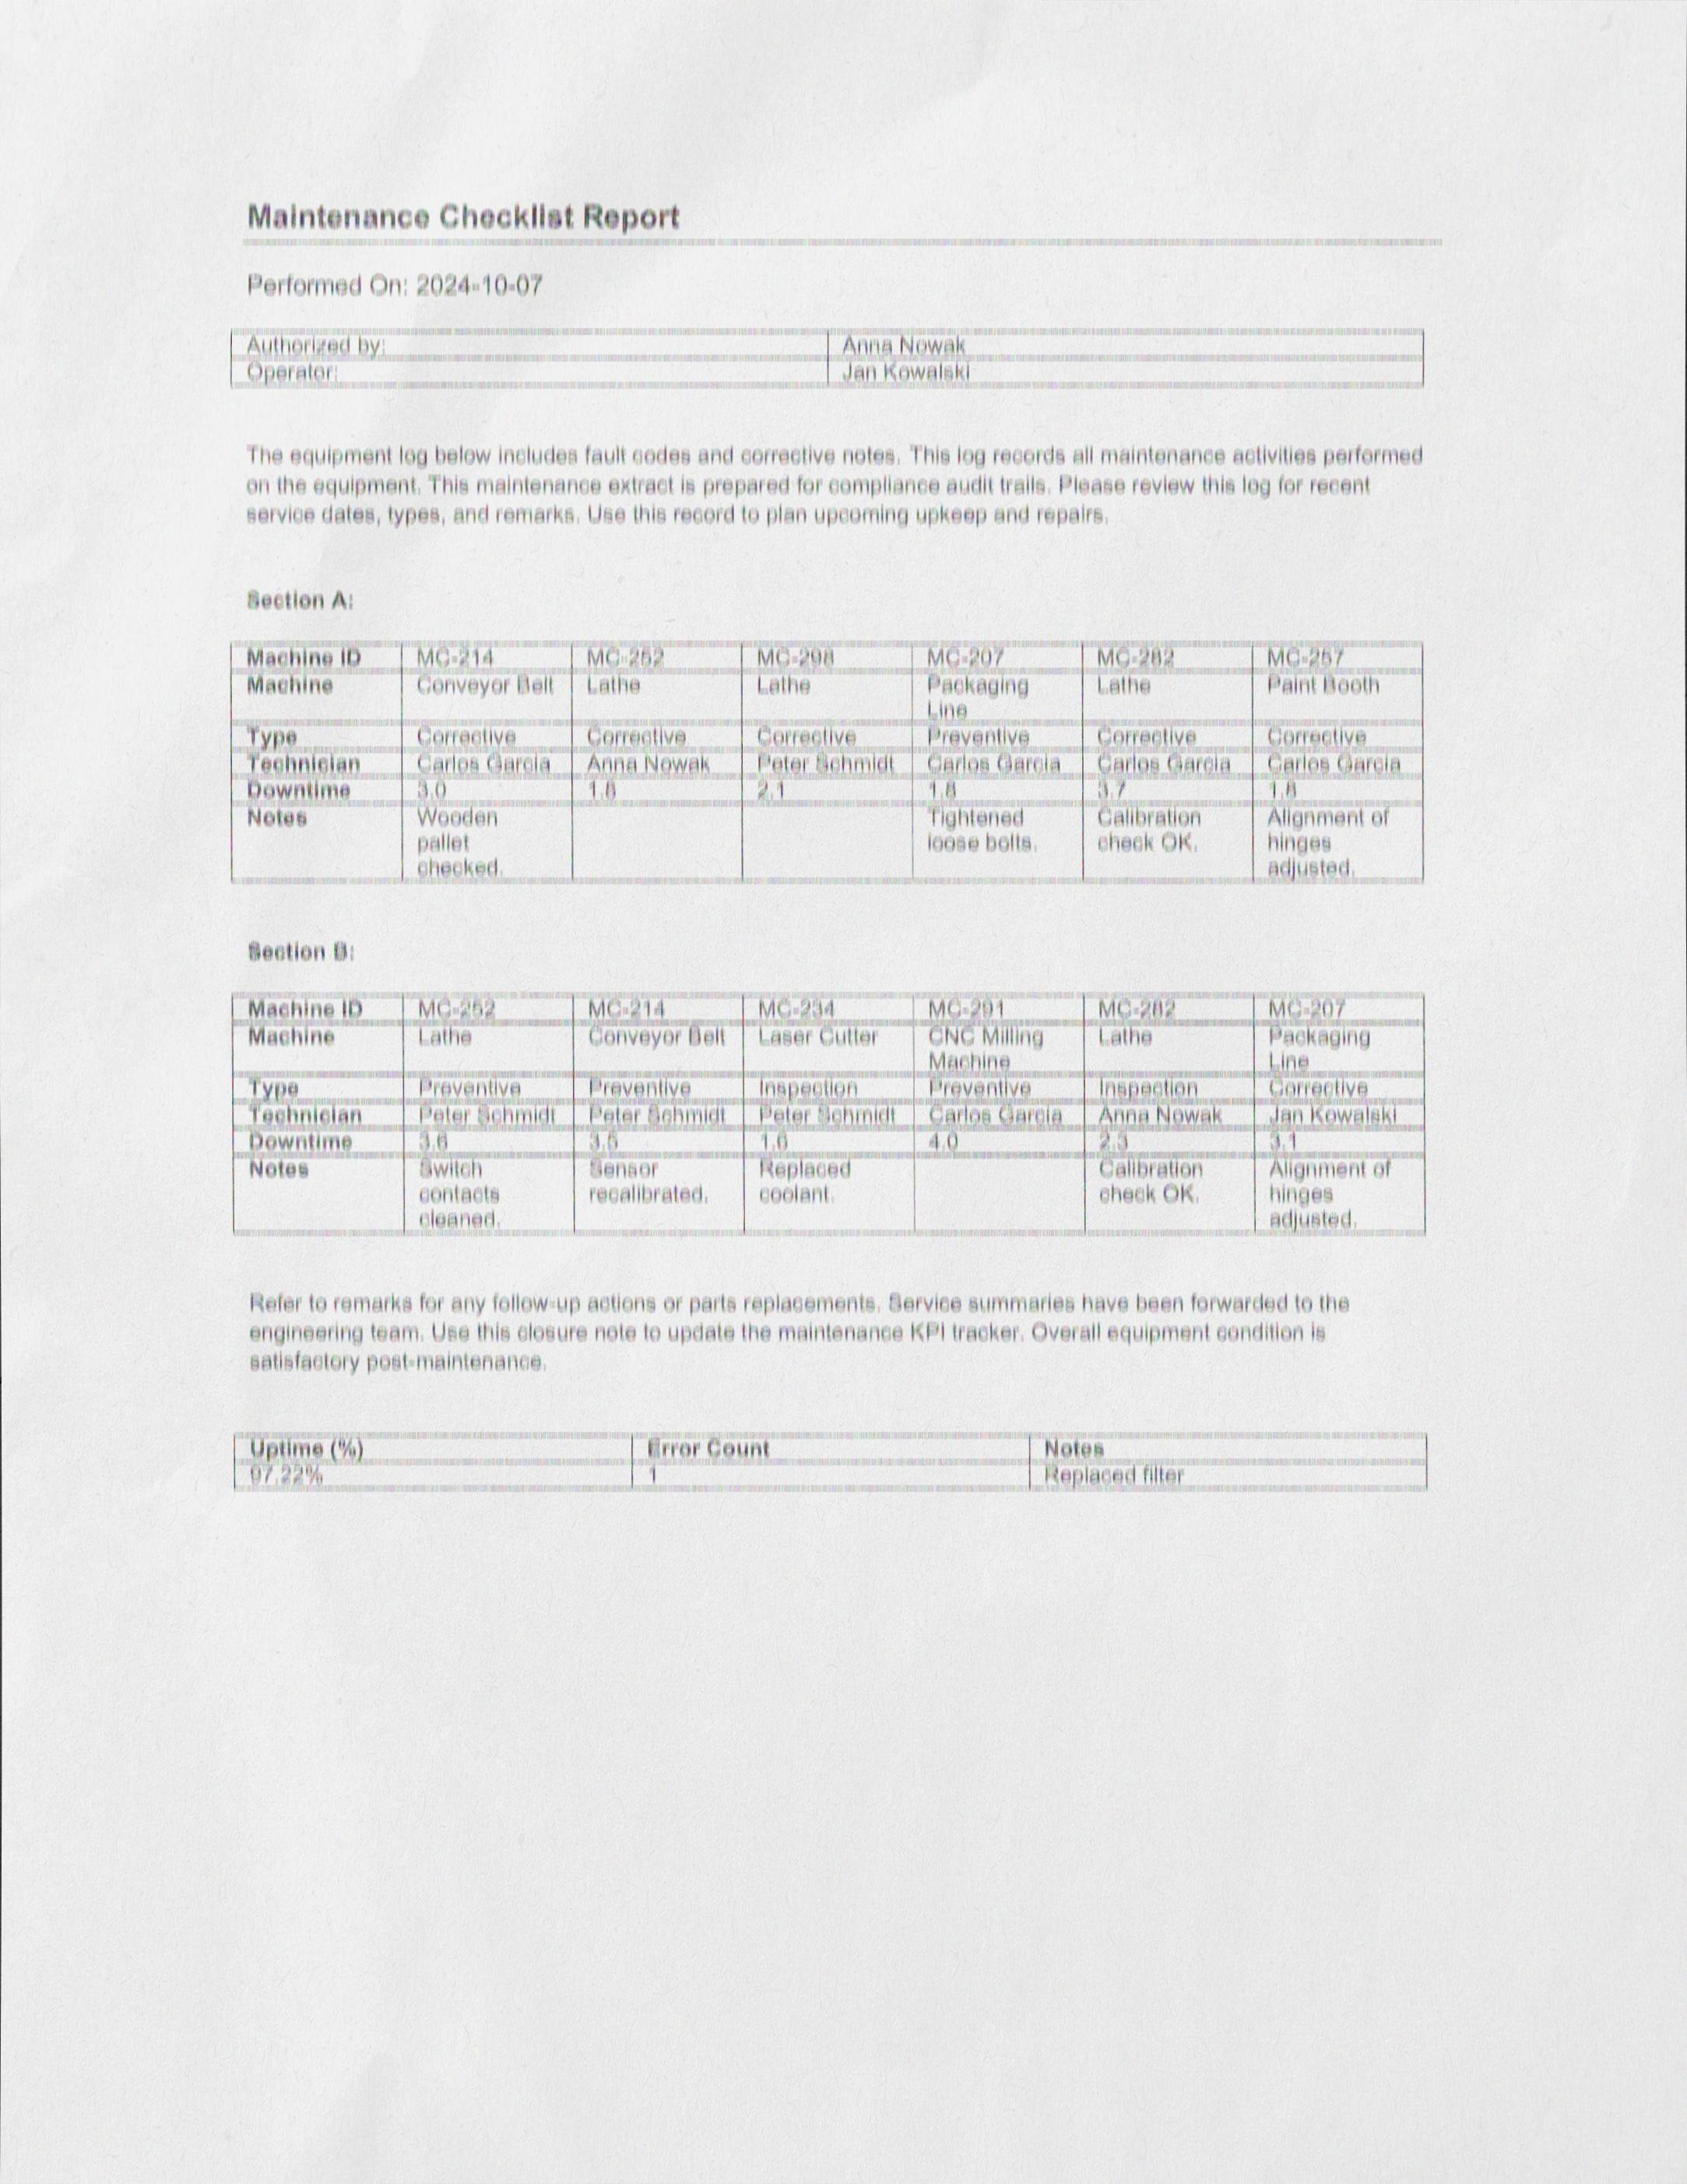 Maintenance Checklist Report
Performed On: 2024-10-07
Authorized by: Anna Nowak
Operator: Jan Kowalski
The equipment log below includes fault codes and corrective notes. This log records all maintenance activities performed
on the equipment. This maintenance extract is prepared for compliance audit trails. Please review this log for recent
service dates, types, and remarks. Use this record to plan upcoming upkeep and repairs.
Section A:
Machine ID MC-214 MC-252 MC-298 MC-207 MC-282 MC-257
Machine Conveyor Belt Lathe Lathe Packaging Lathe Paint Booth
Line
Type Corrective Corrective Corrective Preventive Corrective Corrective
Technician Carlos Garcia Anna Nowak Peter Schmidt Carlos Garcia Carlos Garcia Carlos Garcia
Downtime 3.0 2.1 3.7
Notes Wooden Tightened Calibration Alignment of
pallet loose bolts. check OK. hinges
checked. adjusted.
Section B:
Machine ID MC-252 MC-214 MC-234 MC-291 MC-282 MC-207
Machine Lathe Conveyor Belt Laser Cutter CNC Milling Lathe Packaging
Machine Line
Type Preventive Preventive Inspection Preventive Inspection Corrective
Technician Peter Schmidt Peter Schmidt Peter Schmidt Carlos Garcia Anna Nowak Jan Kowalski
Downtime 4.0 2.3 3.1
Notes Switch Sensor Replaced Calibration Alignment of
contacts recalibrated. coolant. check OK. hinges
cleaned. adjusted.
Refer to remarks for any follow-up actions or parts replacements. Service summaries have been forwarded to the
engineering team. Use this closure note to update the maintenance KPI tracker. Overall equipment condition is
satisfactory post-maintenance.
Uptime (%) Error Count Notes
97.22% 1 Replaced filter